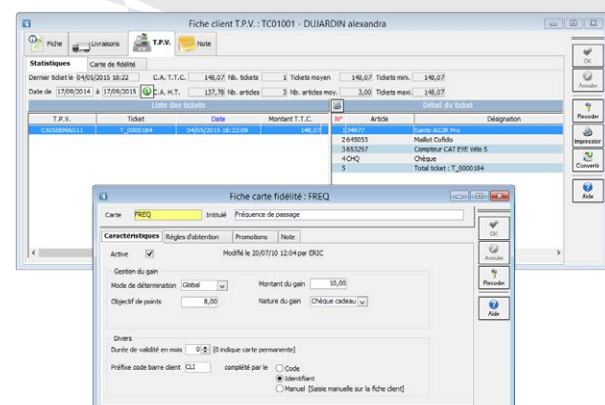 Fiche client T.P.V. : TC01001 - DUJARDIN alexandra
Fiche Livraisons T.P.V. Note
Statistiques Carte de fidélité
Dernier ticket le 04/05/2015 18:22 C.A. T.T.C. 148,07 Nb. tickets 1 Tickets moyen 148,07 Tickets mini. 148,07
Date de 17/09/2014 à 17/09/2015 C.A. H.T. 137,78 Nb. articles 3 Nb. articles moy. 3,00 Tickets maxi. 148,07
Liste des tickets Détail du ticket
T.P.V. Ticket Date Montant T.T.C. N° Article Désignation
CAISSEMAG11 T_0000184 04/05/2015 18:22:09 148,07 1 34977 Gants AG2R Pro
2 645053 Maillot Cofidis
3 653297 Compteur CAT EYE Vélo 5
4 CHQ Chèque
5 Total ticket : T_0000184
OK
Annuler
Recoder
Impression
Convertir
Aide
Fiche carte fidélité : FREQ
Carte FREQ Intitulé Fréquence de passage
Caractéristiques Règles d'obtention Promotions Note
Active Modifié le 20/07/10 12:04 par ERIC
Gestion du gain
Mode de détermination Global Montant du gain 10,00
Objectif de points 8,00 Nature du gain Chèque cadeau
Divers
Durée de validité en mois 0 [0 indique carte permanente]
Préfixe code barre client CLI complété par le Code
Identifiant
Manuel [Saisie manuelle sur la fiche client]
OK
Annuler
Recoder
Aide